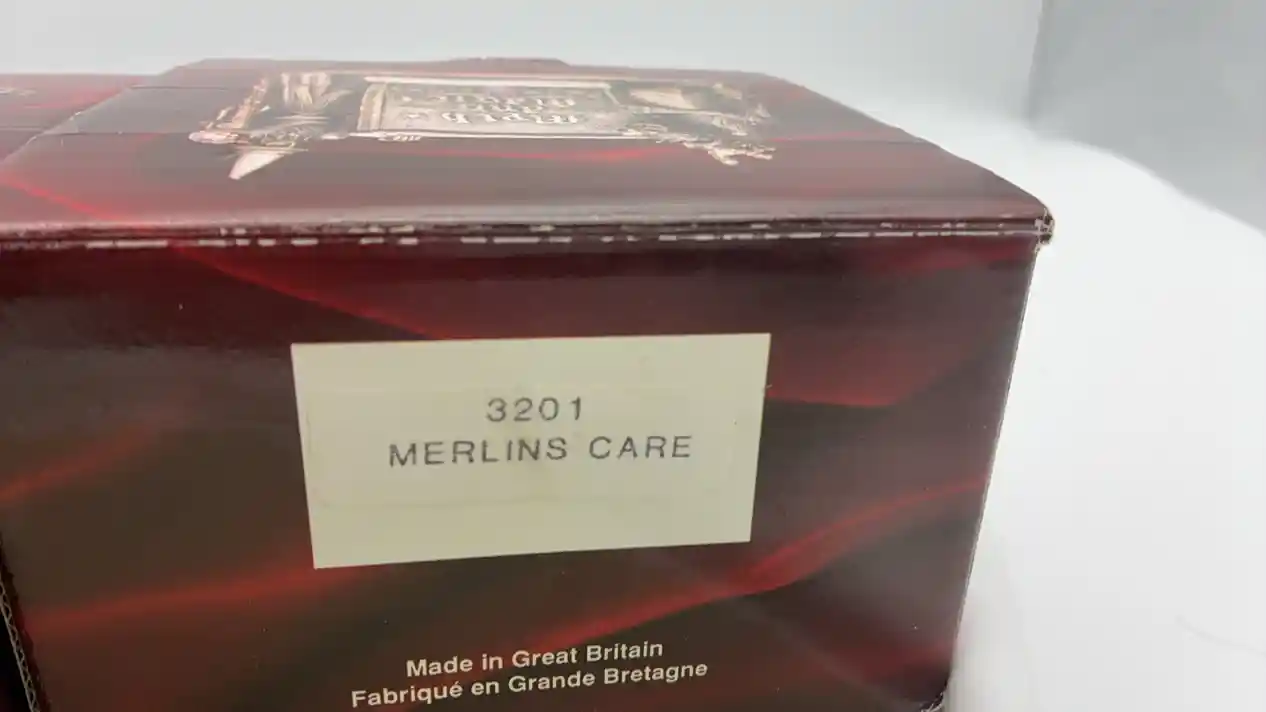 3201
MERLINS CARE
Made in Great Britain
Fabriqué en Grande Bretagne